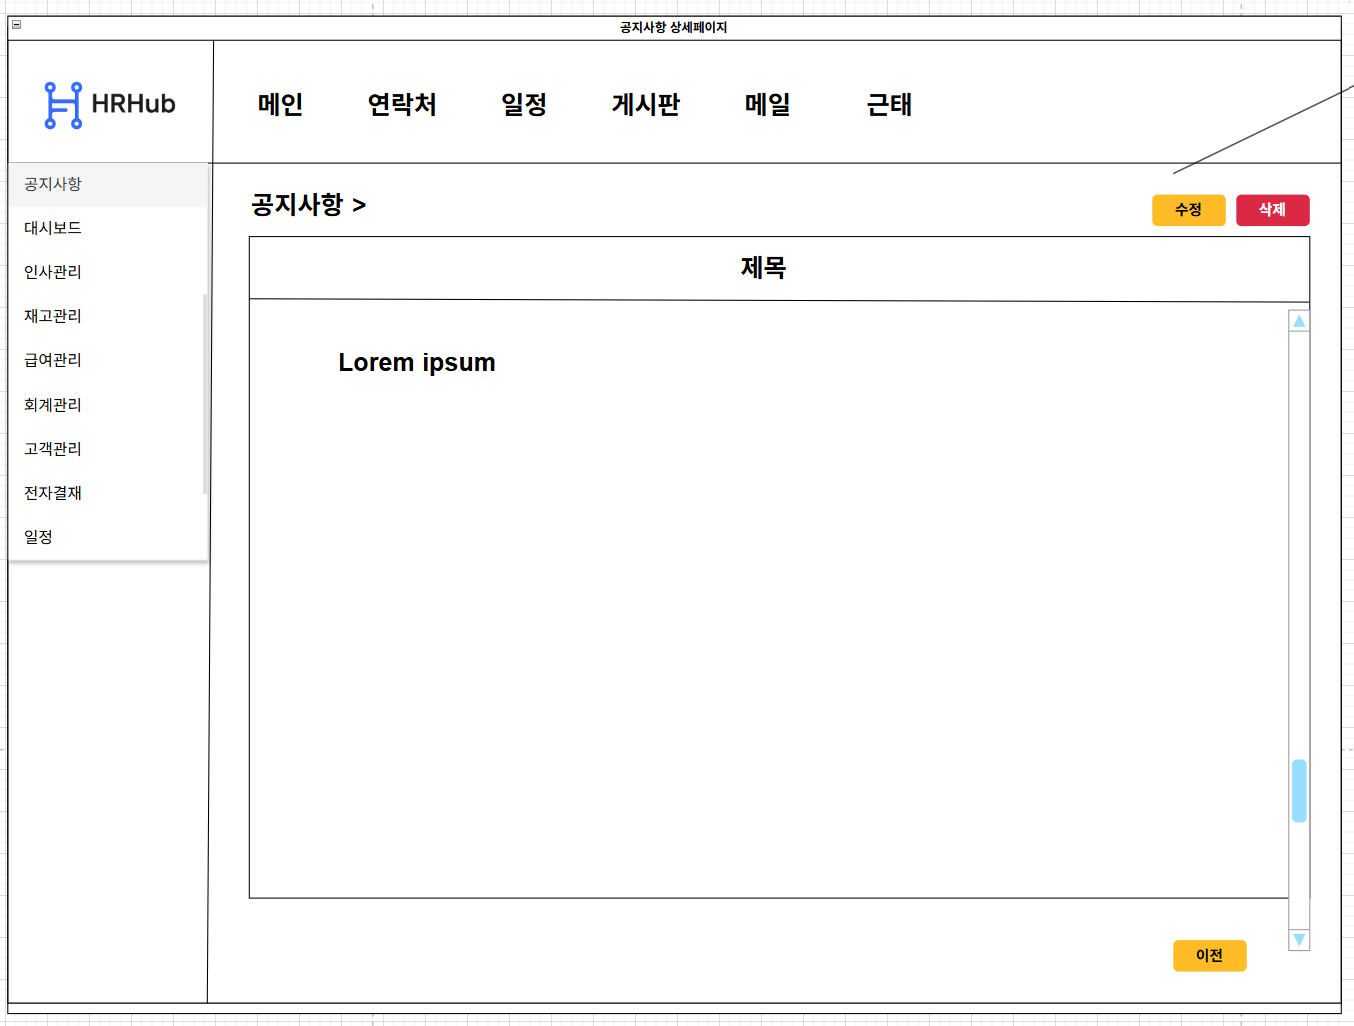 공지사항 상세페이지
HRHub
메인 연락처 일정 게시판 메일 근태
공지사항
대시보드
인사관리
재고관리
급여관리
회계관리
고객관리
전자결재
일정
공지사항 >
수정 삭제
제목
Lorem ipsum
이전